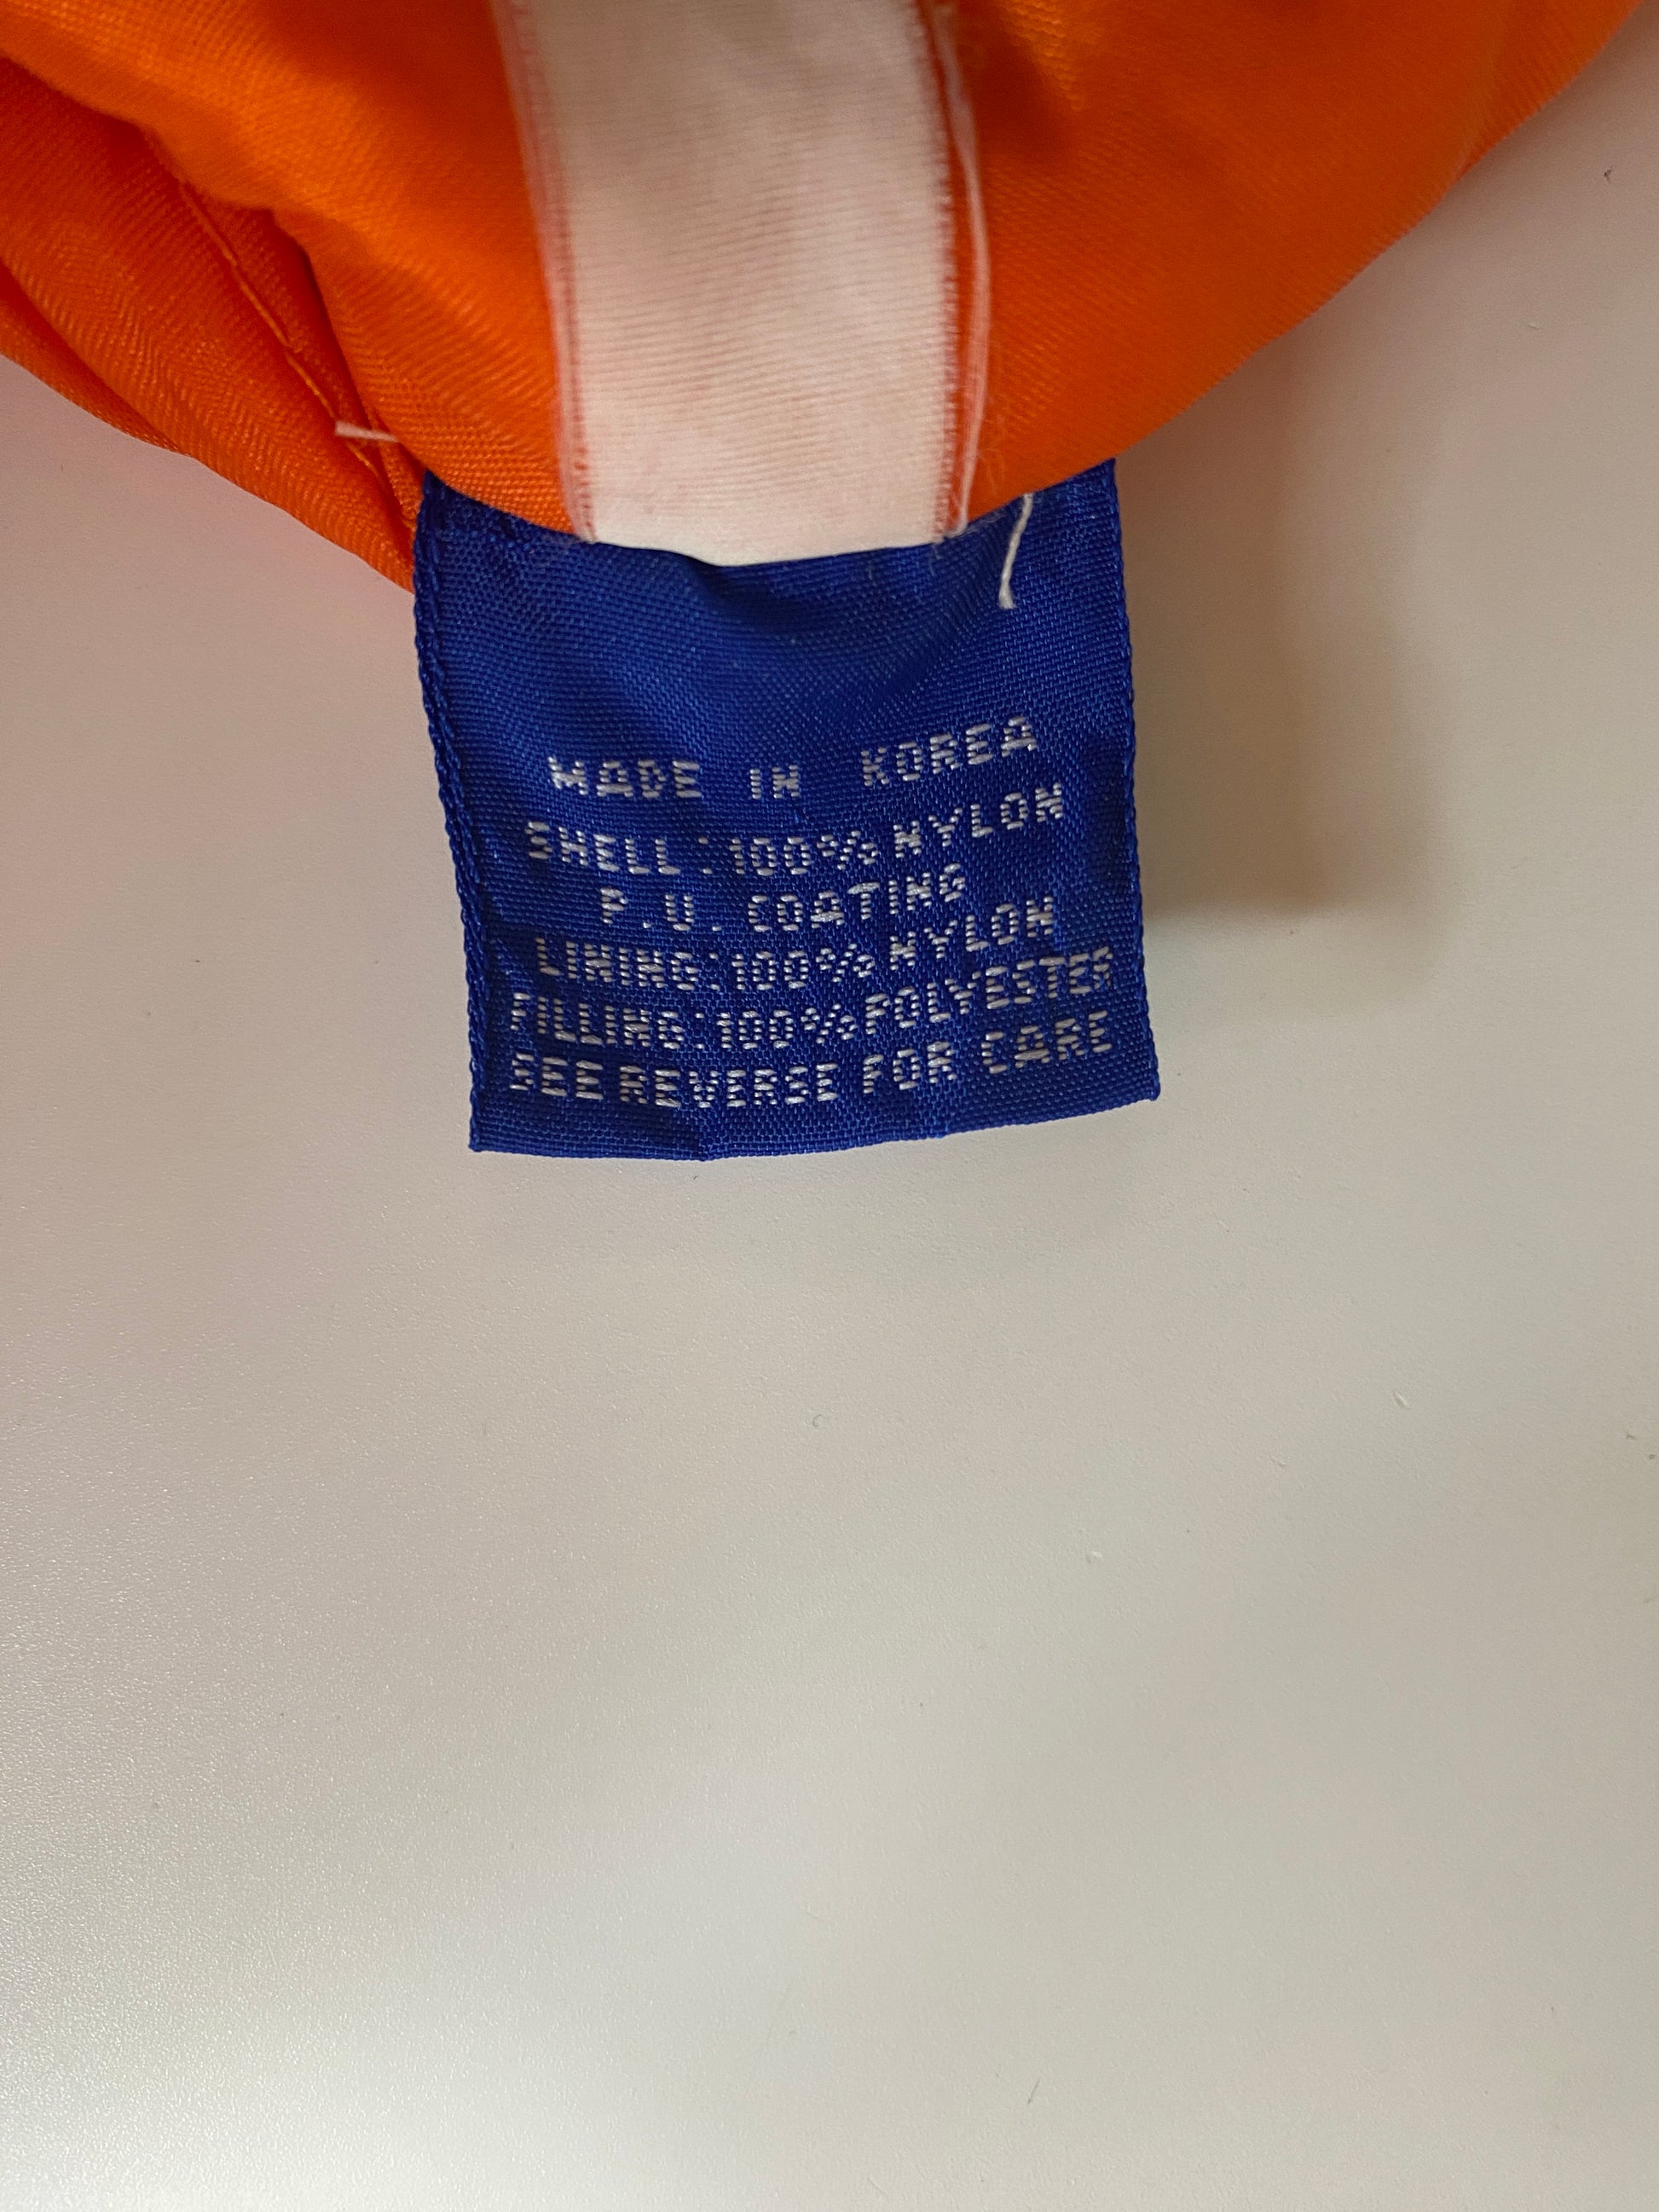 MADE IN KOREA
SHELL:100% NYLON
P.U. COATING
LINING:100% NYLON
FILLING:100% POLYESTER
SEE REVERSE FOR CARE